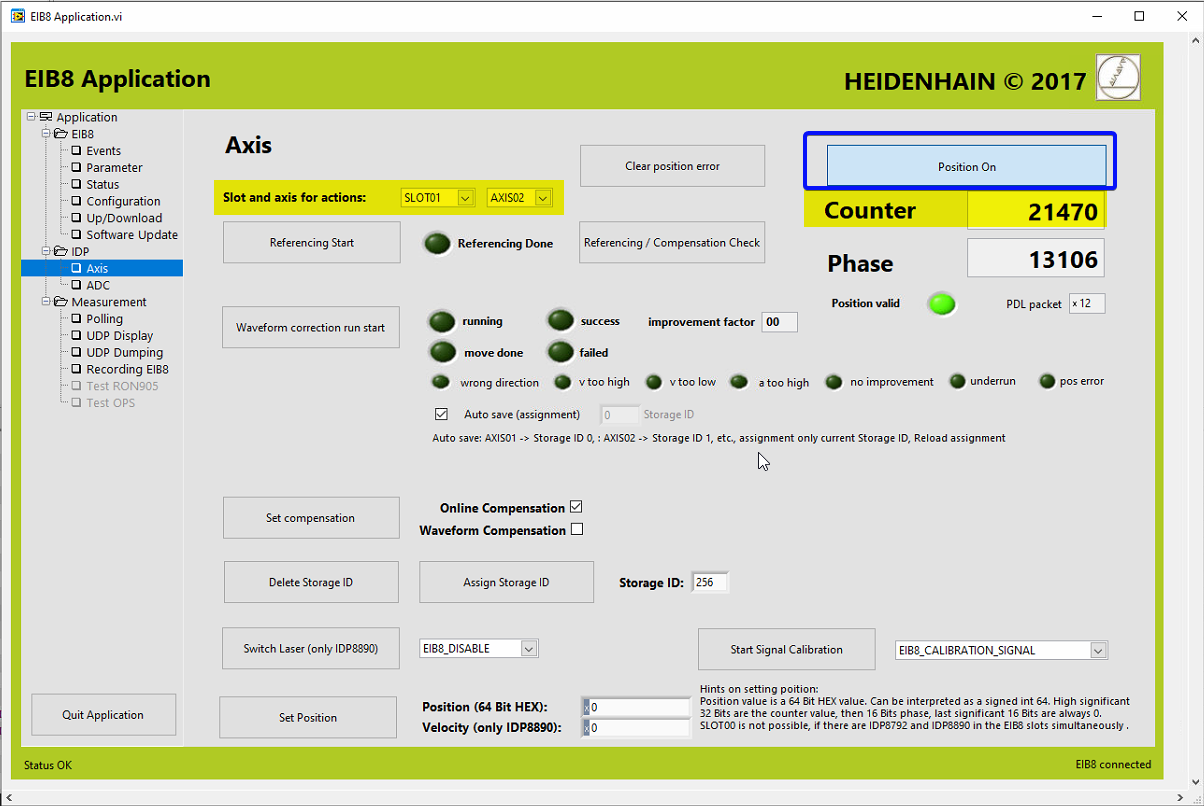 EIB8 Application.vi
EIB8 Application
HEIDENHAIN © 2017
Application
EIB8
Events
Parameter
Status
Configuration
Up/Download
Software Update
IDP
Axis
ADC
Measurement
Polling
UDP Display
UDP Dumping
Recording EIB8
Test RON905
Test OPS
Quit Application
Axis
Clear position error
Position On
Slot and axis for actions: SLOT01 AXIS02
Counter 21470
Referencing Start
Referencing Done
Referencing / Compensation Check
Phase 13106
Position valid
PDL packet x 12
Waveform correction run start
running
success
improvement factor 00
move done
failed
wrong direction
v too high
v too low
a too high
no improvement
underrun
pos error
Auto save (assignment) 0 Storage ID
Auto save: AXIS01 -> Storage ID 0, : AXIS02 -> Storage ID 1, etc., assignment only current Storage ID, Reload assignment
Set compensation
Online Compensation
Waveform Compensation
Delete Storage ID
Assign Storage ID
Storage ID: 256
Switch Laser (only IDP8890)
EIB8_DISABLE
Start Signal Calibration
EIB8_CALIBRATION_SIGNAL
Set Position
Position (64 Bit HEX): x 0
Velocity (only IDP8890): x 0
Hints on setting poition:
Position value is a 64 Bit HEX value. Can be interpreted as a signed int 64. High significant
32 Bits are the counter value, then 16 Bits phase, last significant 16 Bits are always 0.
SLOT00 is not possible, if there are IDP8792 and IDP8890 in the EIB8 slots simultaneously .
Status OK
EIB8 connected